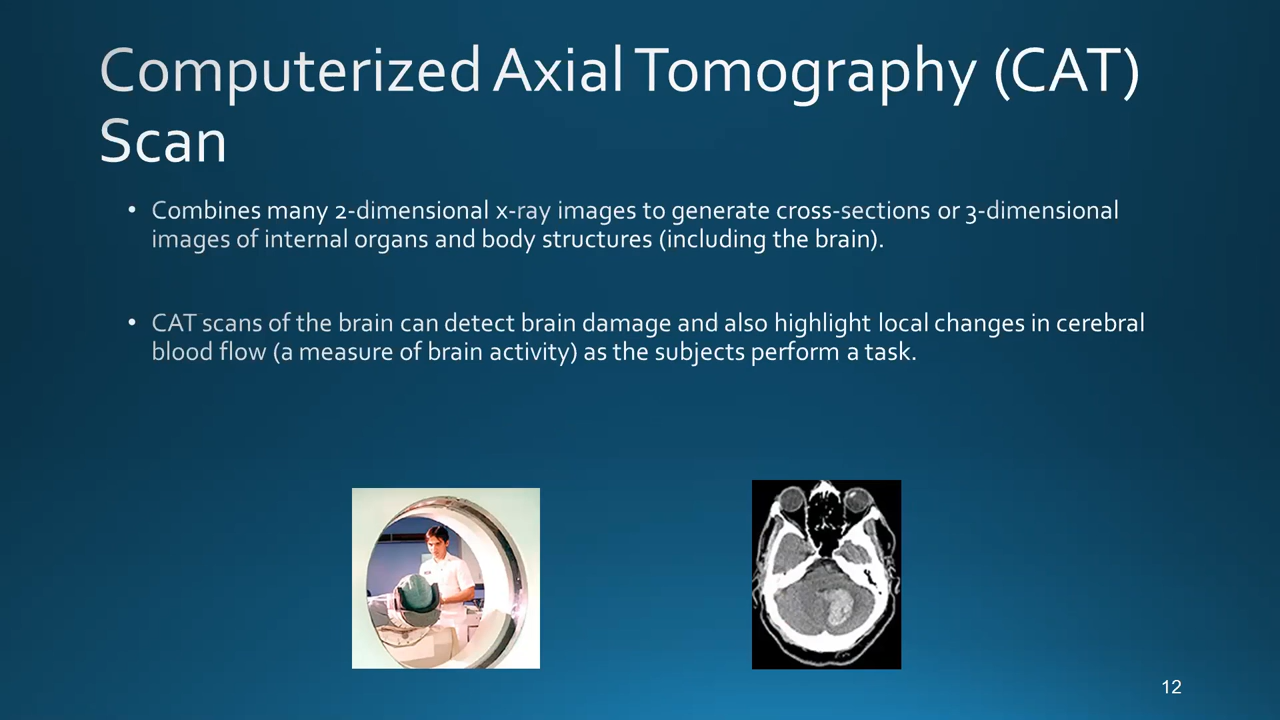 Computerized Axial Tomography (CAT)
Scan
• Combines many 2-dimensional x-ray images to generate cross-sections or 3-dimensional
images of internal organs and body structures (including the brain).
• CAT scans of the brain can detect brain damage and also highlight local changes in cerebral
blood flow (a measure of brain activity) as the subjects perform a task.
12